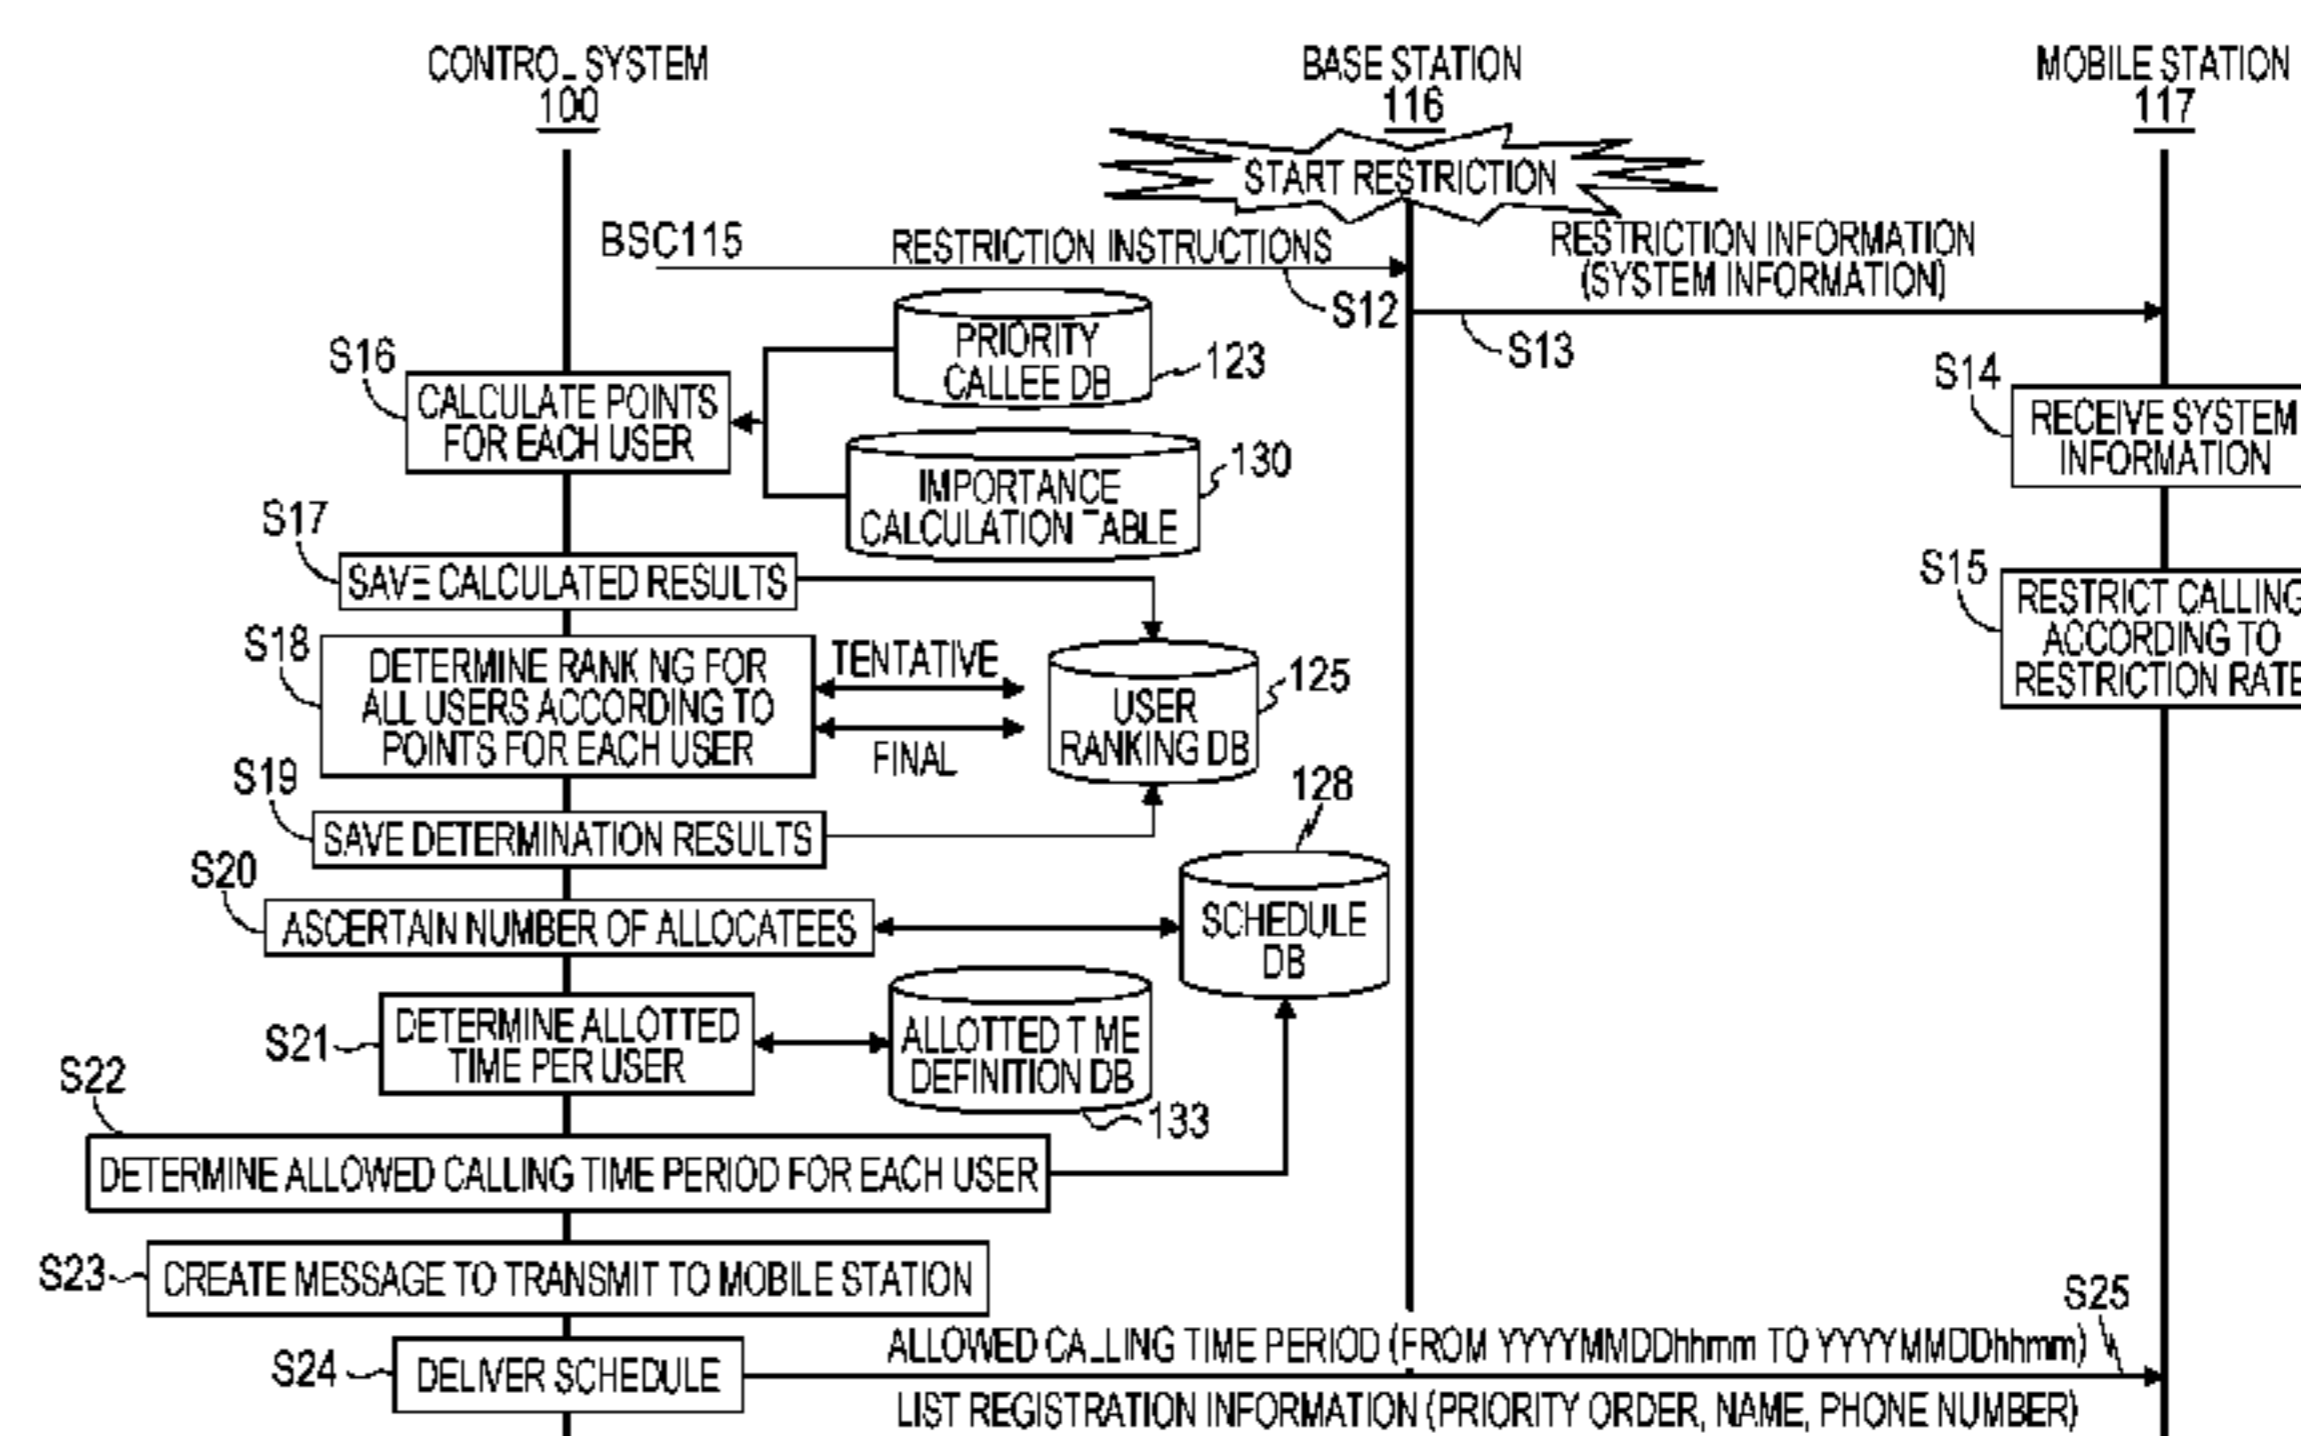 CONTROL SYSTEM
100
BASE STATION
116
MOBILE STATION
117
START RESTRICTION
BSC115
RESTRICTION INSTRUCTIONS
S12
RESTRICTION INFORMATION
(SYSTEM INFORMATION)
S13
S14
RECEIVE SYSTEM
INFORMATION
S15
RESTRICT CALLING
ACCORDING TO
RESTRICTION RATE
S16
CALCULATE POINTS
FOR EACH USER
PRIORITY
CALLEE DB
123
IMPORTANCE
CALCULATION TABLE
130
S17
SAVE CALCULATED RESULTS
S18
DETERMINE RANKING FOR
ALL USERS ACCORDING TO
POINTS FOR EACH USER
TENTATIVE
FINAL
USER
RANKING DB
125
S19
SAVE DETERMINATION RESULTS
S20
ASCERTAIN NUMBER OF ALLOCATEES
128
SCHEDULE
DB
S21
DETERMINE ALLOTTED
TIME PER USER
ALLOTTED TIME
DEFINITION DB
133
S22
DETERMINE ALLOWED CALLING TIME PERIOD FOR EACH USER
S23
CREATE MESSAGE TO TRANSMIT TO MOBILE STATION
S24
DELIVER SCHEDULE
S25
ALLOWED CALLING TIME PERIOD (FROM YYYYMMDDhhmm TO YYYYMMDDhhmm)
LIST REGISTRATION INFORMATION (PRIORITY ORDER, NAME, PHONE NUMBER)